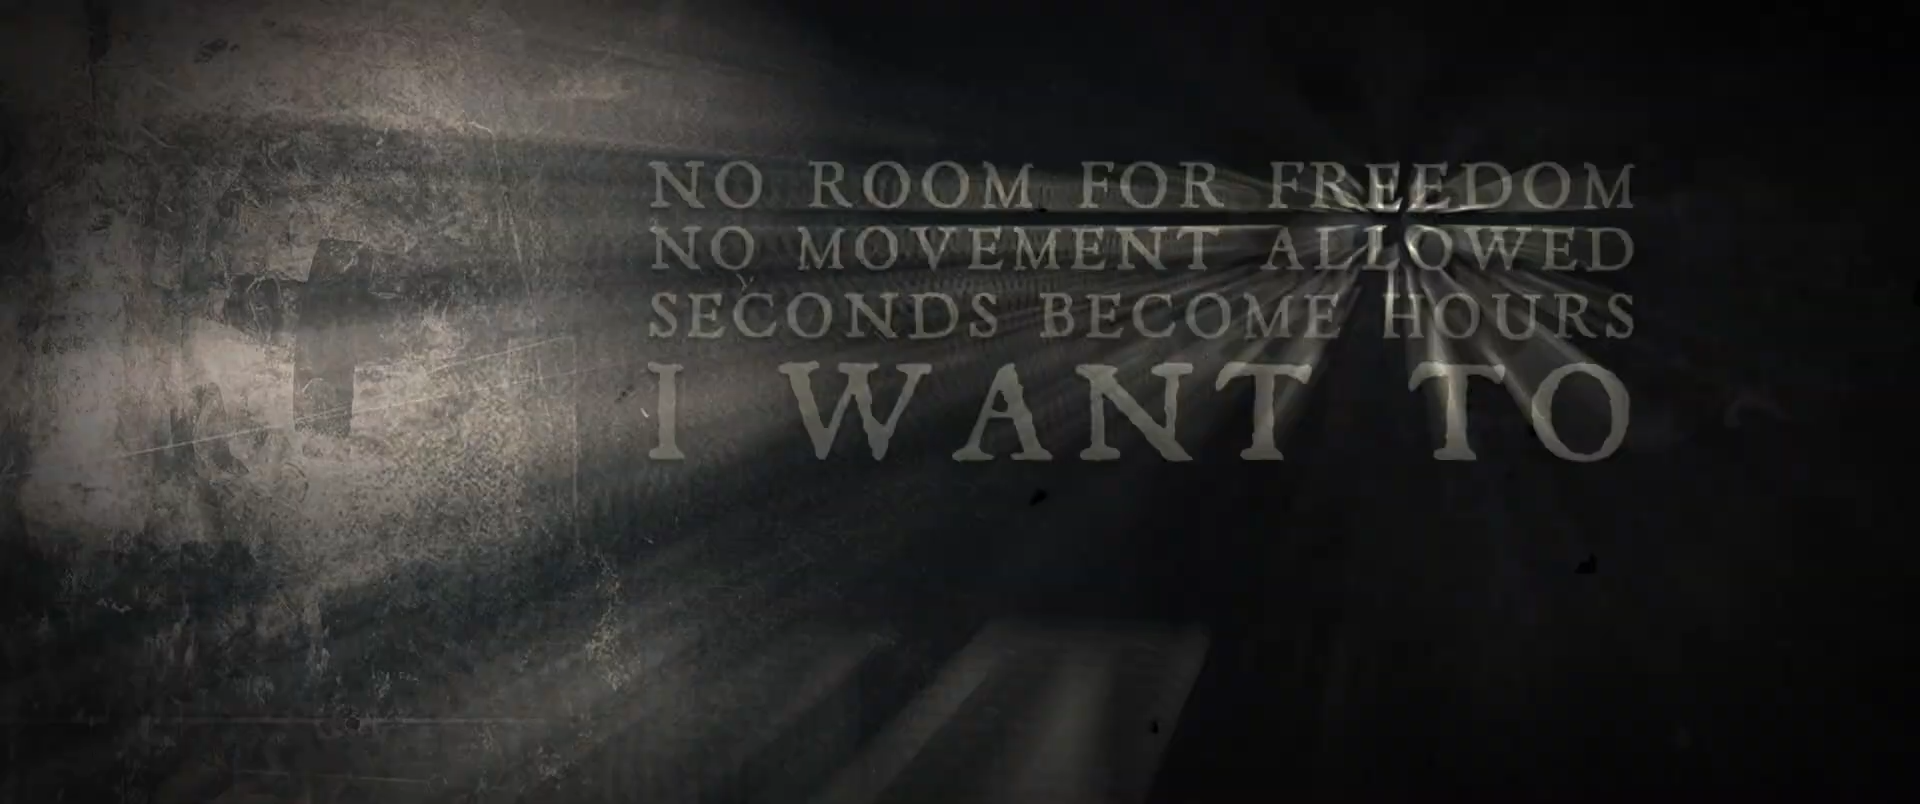 NO ROOM FOR FREEDOM
NO MOVEMENT ALLOWED
SECONDS BECOME HOURS
I WANT TO